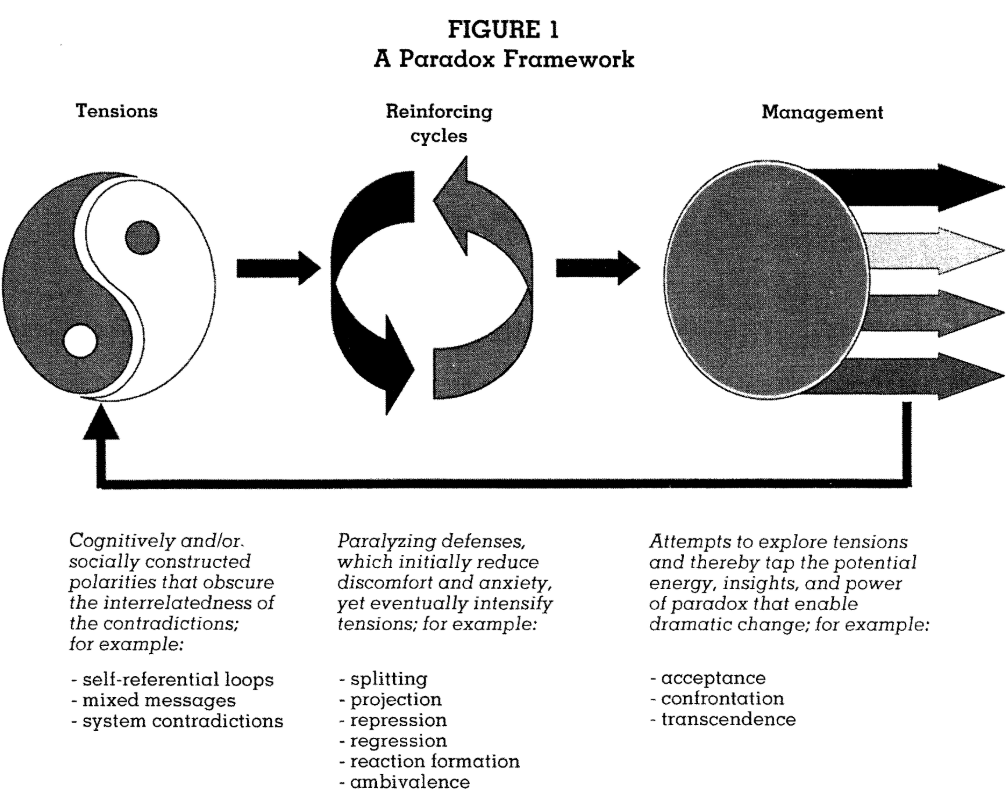 FIGURE 1
A Paradox Framework
Tensions
Reinforcing
cycles
Management
Cognitively and/or.
socially constructed
polarities that obscure
the interrelatedness of
the contradictions;
for example:
- self-referential loops
- mixed messages
- system contradictions
Paralyzing defenses,
which initially reduce
discomfort and anxiety,
yet eventually intensify
tensions; for example:
- splitting
- projection
- repression
- regression
- reaction formation
- ambivalence
Attempts to explore tensions
and thereby tap the potential
energy, insights, and power
of paradox that enable
dramatic change; for example:
- acceptance
- confrontation
- transcendence